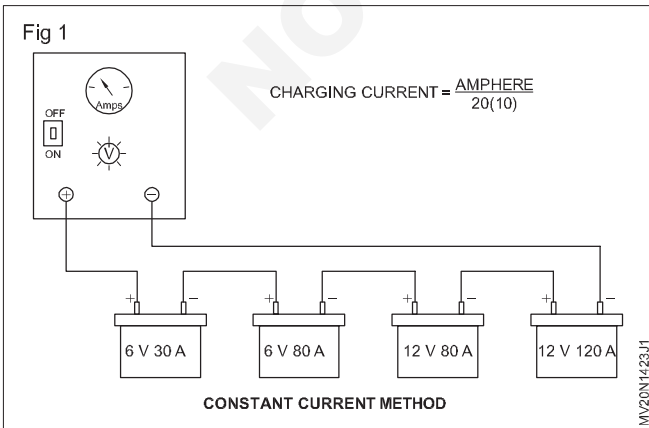 Fig 1
Amps
OFF
ON
V
+
−
CHARGING CURRENT = AMPHERE
20(10)
+ −
+ −
+ −
+ −
6 V 30 A
6 V 80 A
12 V 80 A
12 V 120 A
CONSTANT CURRENT METHOD
MV20N1423J1
NO